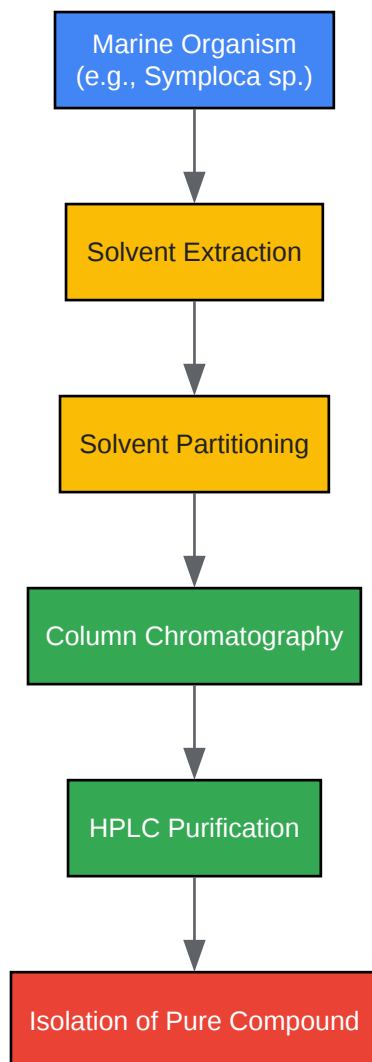 Marine Organism
(e.g., Symploca sp.)
Solvent Extraction
Solvent Partitioning
Column Chromatography
HPLC Purification
Isolation of Pure Compound